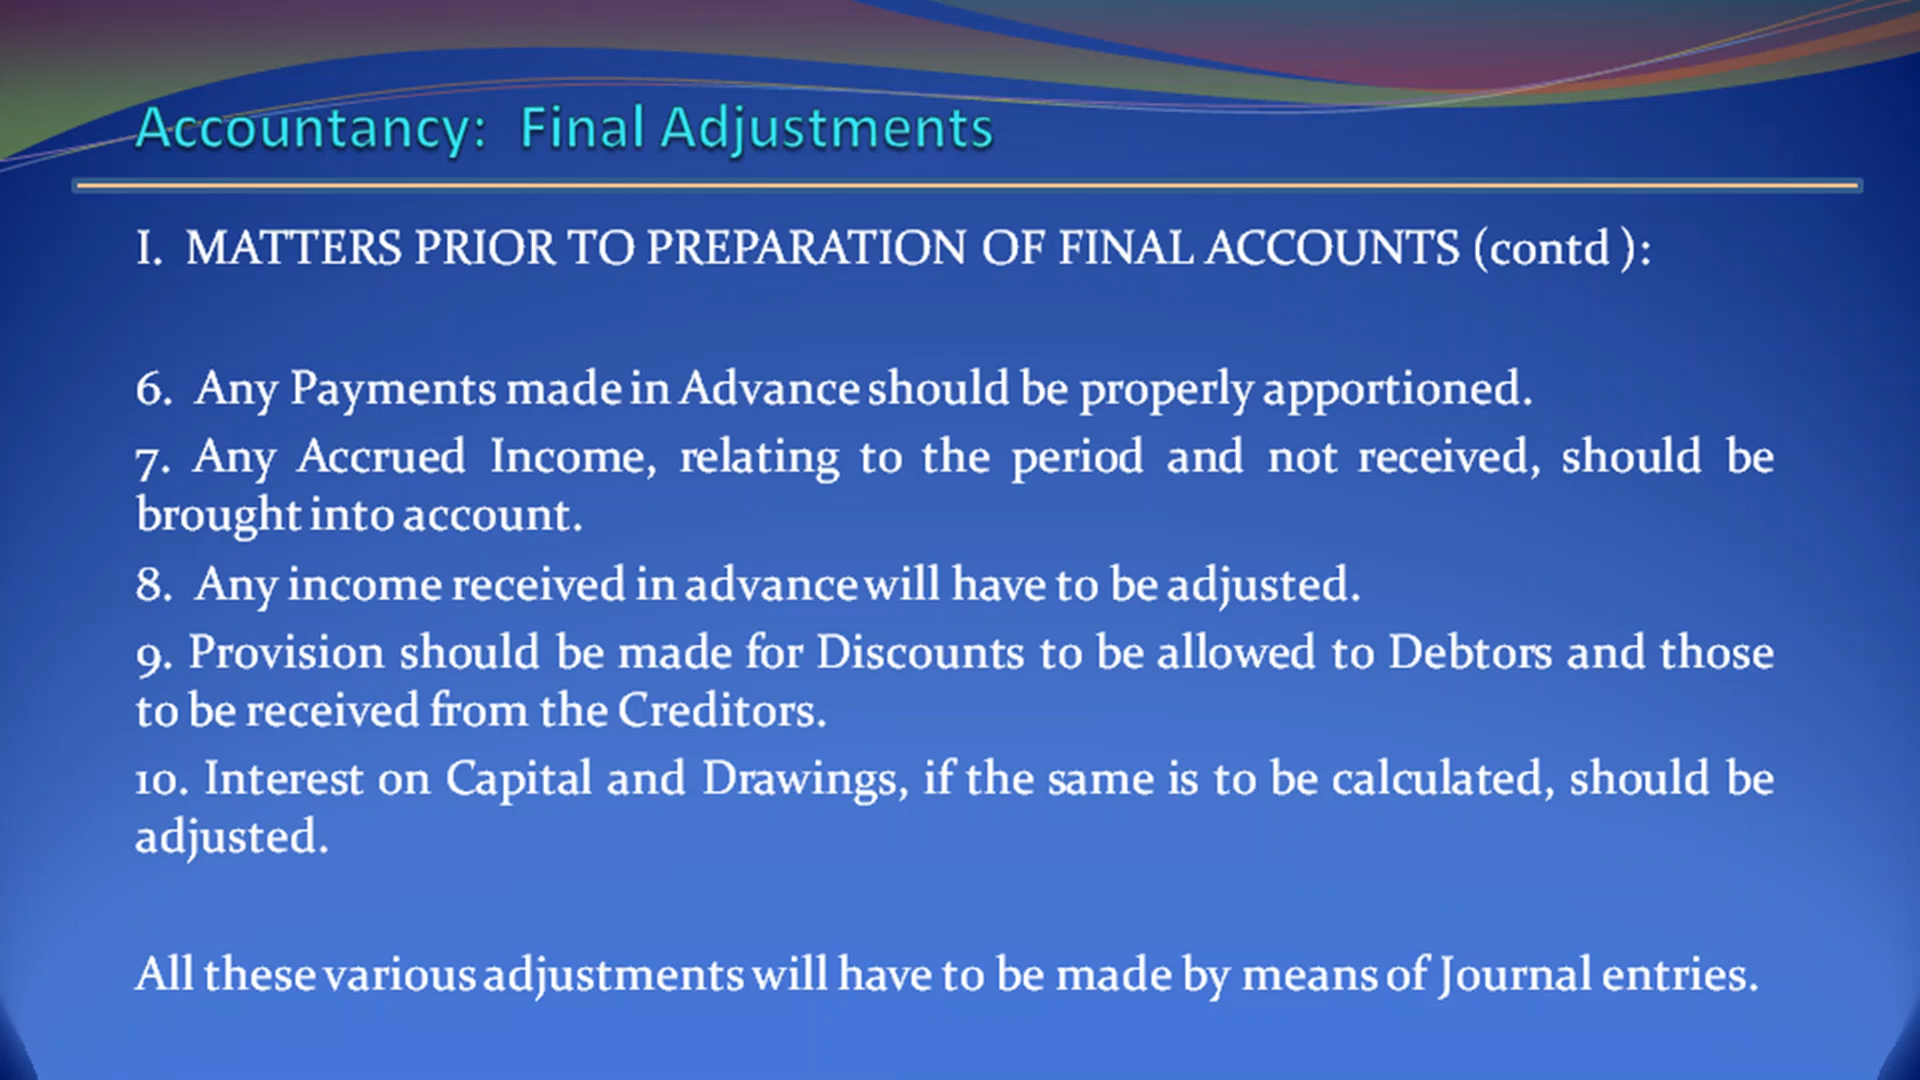 Accountancy: Final Adjustments
I. MATTERS PRIOR TO PREPARATION OF FINAL ACCOUNTS (contd ):
6. Any Payments made in Advance should be properly apportioned.
7. Any Accrued Income, relating to the period and not received, should be
brought into account.
8. Any income received in advance will have to be adjusted.
9. Provision should be made for Discounts to be allowed to Debtors and those
to be received from the Creditors.
10. Interest on Capital and Drawings, if the same is to be calculated, should be
adjusted.
All these various adjustments will have to be made by means of Journal entries.